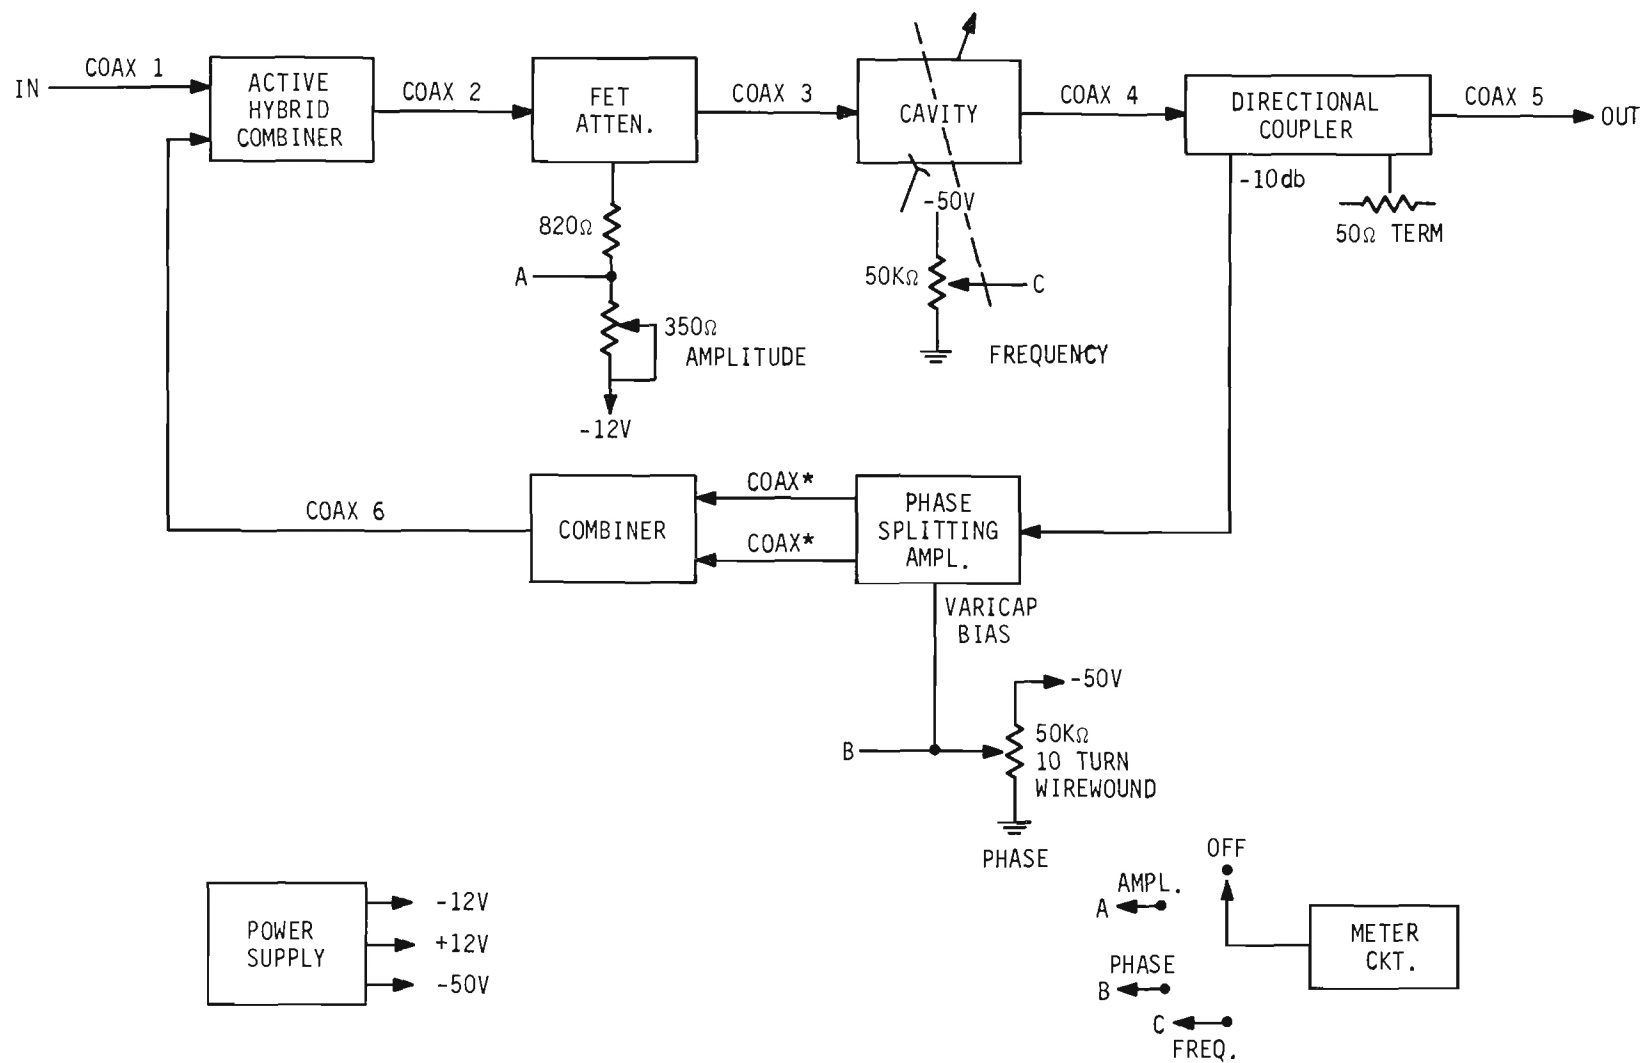 IN
COAX 1
ACTIVE
HYBRID
COMBINER
COAX 2
FET
ATTEN.
COAX 3
CAVITY
COAX 4
DIRECTIONAL
COUPLER
COAX 5
OUT
-10db
50Ω TERM
820Ω
A
350Ω
AMPLITUDE
-12V
-50V
50KΩ
C
FREQUENCY
COAX 6
COMBINER
COAX*
COAX*
PHASE
SPLITTING
AMPL.
VARICAP
BIAS
-50V
B
50KΩ
10 TURN
WIREWOUND
PHASE
POWER
SUPPLY
-12V
+12V
-50V
OFF
AMPL.
A
PHASE
B
C
FREQ.
METER
CKT.